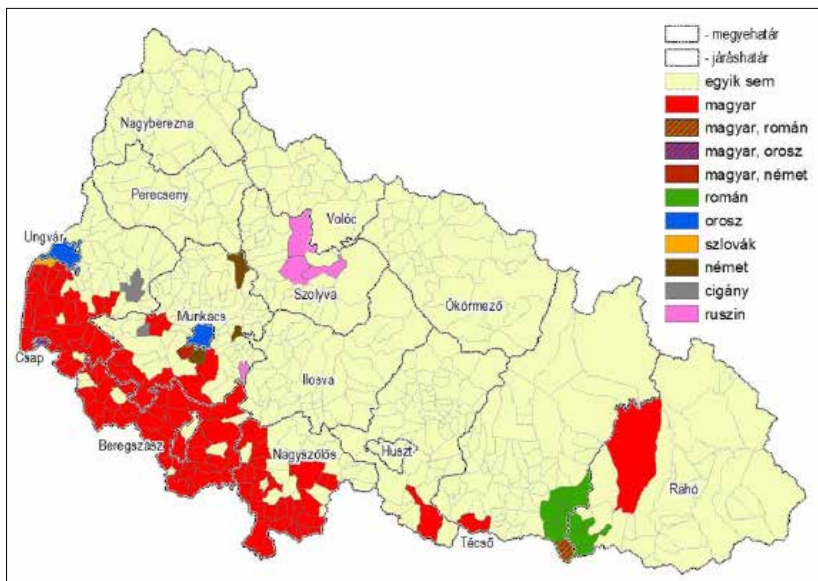 - megyehatár
- járáshatár
egyik sem
magyar
magyar, román
magyar, orosz
magyar, német
román
orosz
szlovák
német
cigány
ruszin
Nagyberezna
Perecseny
Volóc
Ungvár
Szolyva
Ökörmező
Munkács
Csap
Ilosva
Beregszász
Nagyszőlős
Huszt
Rahó
Técső